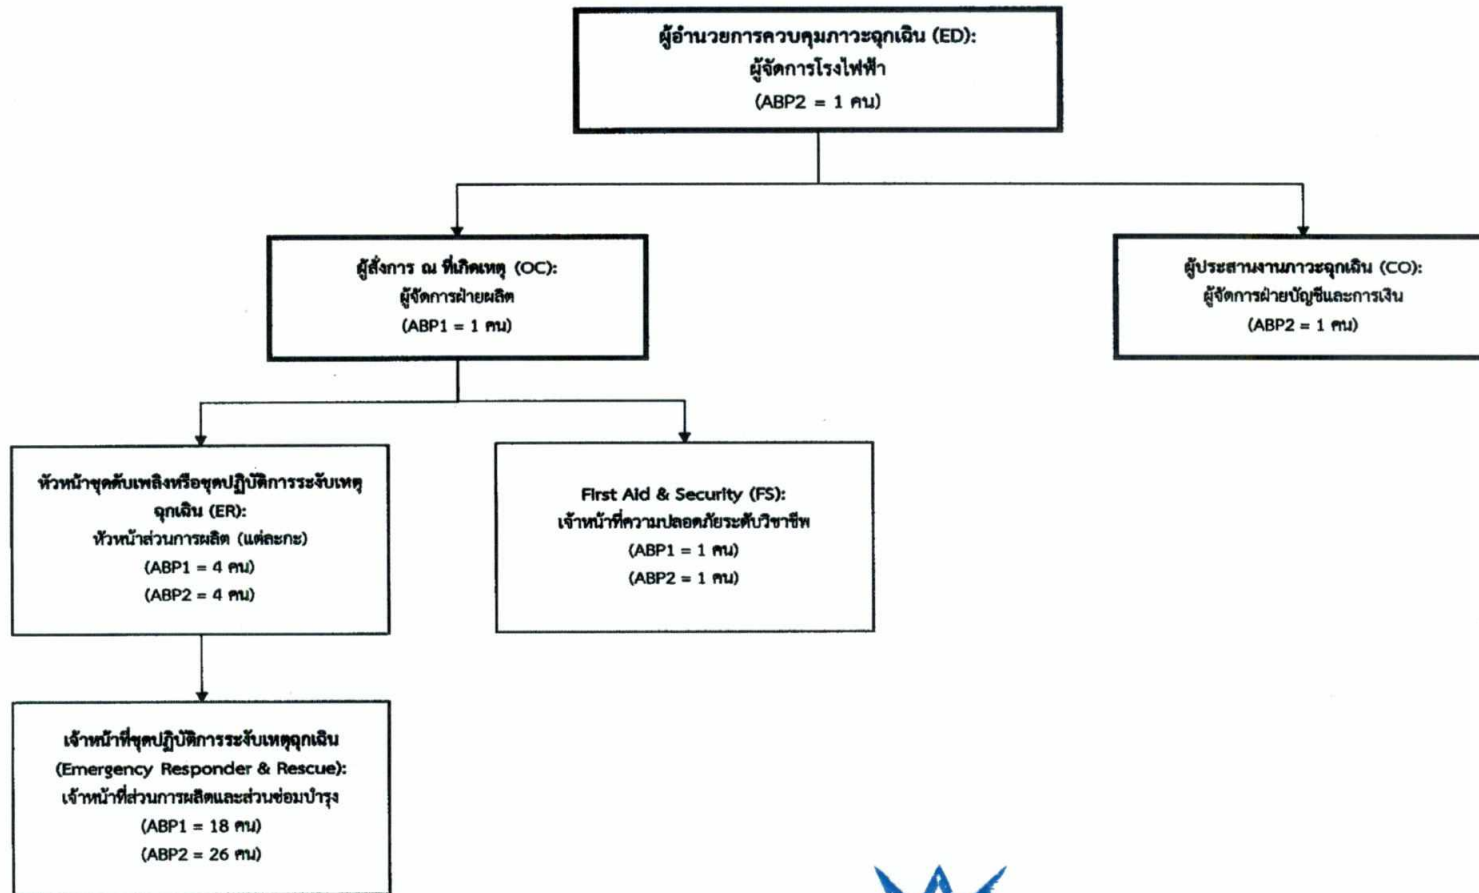 ผู้อำนวยการควบคุมภาวะฉุกเฉิน (ED):
ผู้จัดการโรงไฟฟ้า
(ABP2 = 1 คน)
ผู้สั่งการ ณ ที่เกิดเหตุ (OC):
ผู้จัดการฝ่ายผลิต
(ABP1 = 1 คน)
ผู้ประสานงานภาวะฉุกเฉิน (CO):
ผู้จัดการฝ่ายบัญชีและการเงิน
(ABP2 = 1 คน)
หัวหน้าชุดดับเพลิงหรือชุดปฏิบัติการระงับเหตุ
ฉุกเฉิน (ER):
หัวหน้าส่วนการผลิต (แต่ละกะ)
(ABP1 = 4 คน)
(ABP2 = 4 คน)
First Aid & Security (FS):
เจ้าหน้าที่ความปลอดภัยระดับวิชาชีพ
(ABP1 = 1 คน)
(ABP2 = 1 คน)
เจ้าหน้าที่ชุดปฏิบัติการระงับเหตุฉุกเฉิน
(Emergency Responder & Rescue):
เจ้าหน้าที่ส่วนการผลิตและส่วนซ่อมบำรุง
(ABP1 = 18 คน)
(ABP2 = 26 คน)